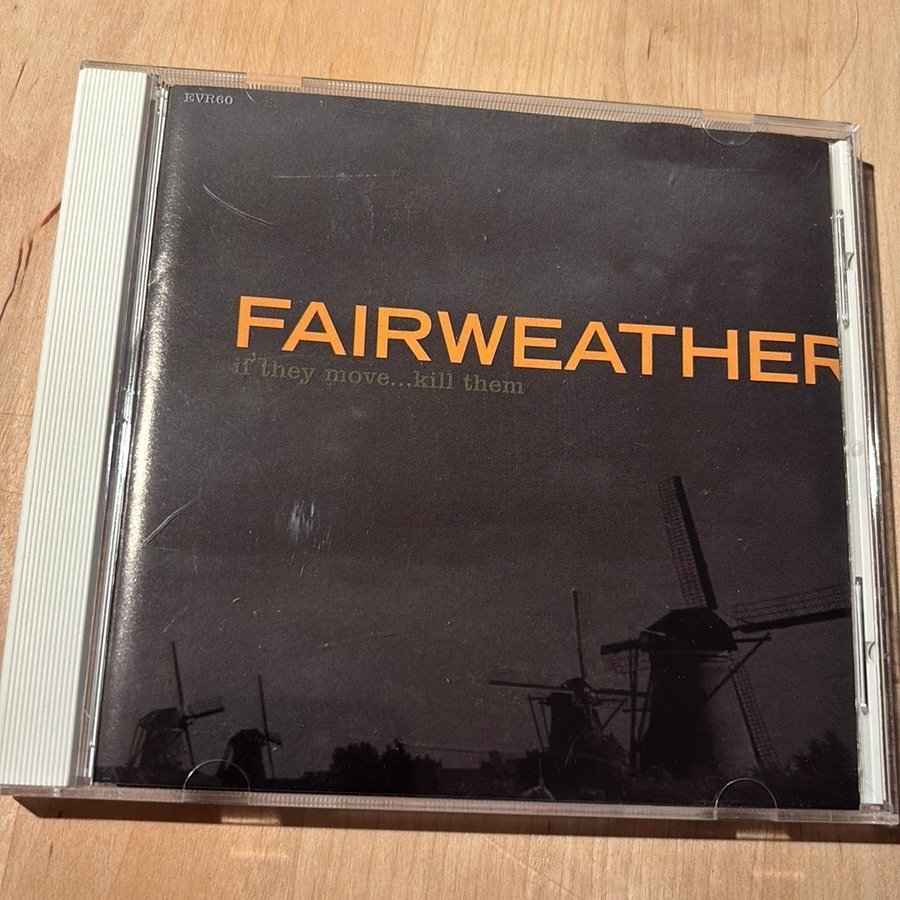 EVR60
FAIRWEATHER
if they move...kill them